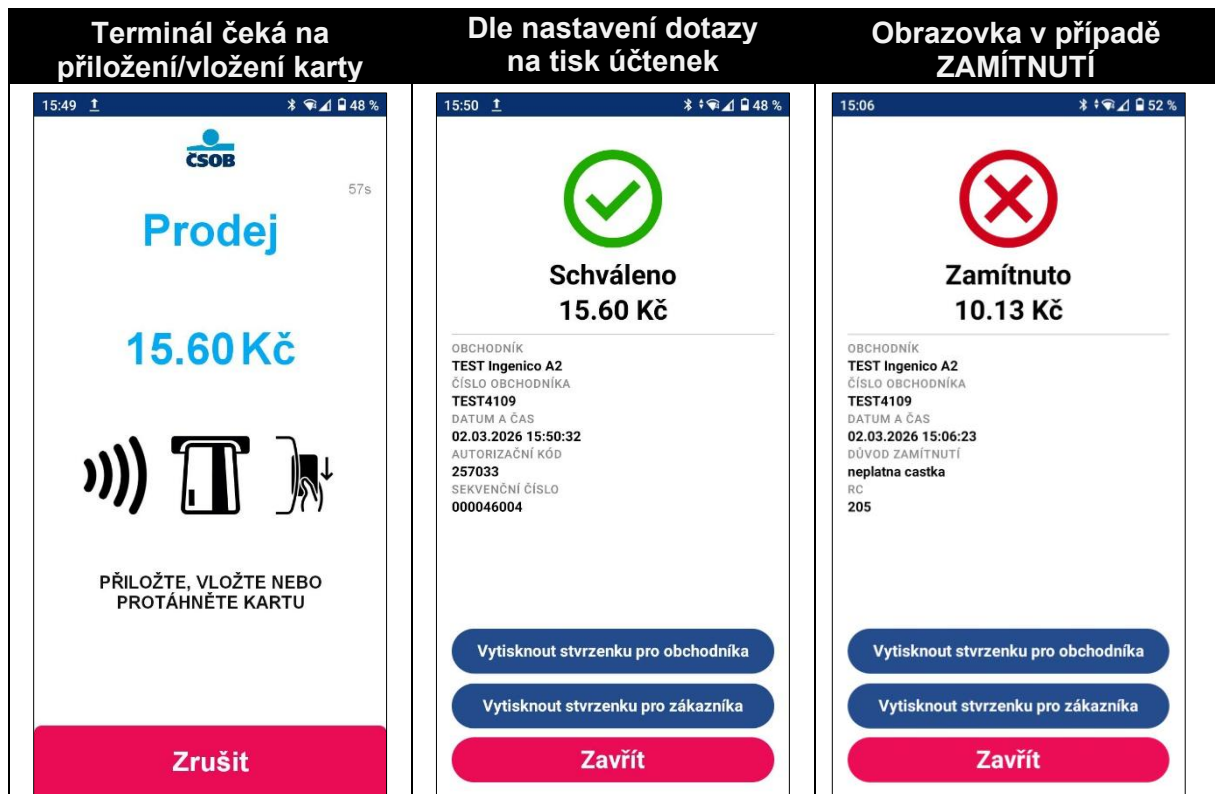 Terminál čeká na
přiložení/vložení karty
15:49
48 %
ČSOB
57s
Prodej
15.60 Kč
PŘILOŽTE, VLOŽTE NEBO
PROTÁHNĚTE KARTU
Zrušit
Dle nastavení dotazy
na tisk účtenek
15:50
48 %
Schváleno
15.60 Kč
OBCHODNÍK
TEST Ingenico A2
ČÍSLO OBCHODNÍKA
TEST4109
DATUM A ČAS
02.03.2026 15:50:32
AUTORIZAČNÍ KÓD
257033
SEKVENČNÍ ČÍSLO
000046004
Vytisknout stvrzenku pro obchodníka
Vytisknout stvrzenku pro zákazníka
Zavřít
Obrazovka v případě
ZAMÍTNUTÍ
15:06
52 %
Zamítnuto
10.13 Kč
OBCHODNÍK
TEST Ingenico A2
ČÍSLO OBCHODNÍKA
TEST4109
DATUM A ČAS
02.03.2026 15:06:23
DŮVOD ZAMÍTNUTÍ
neplatna castka
RC
205
Vytisknout stvrzenku pro obchodníka
Vytisknout stvrzenku pro zákazníka
Zavřít